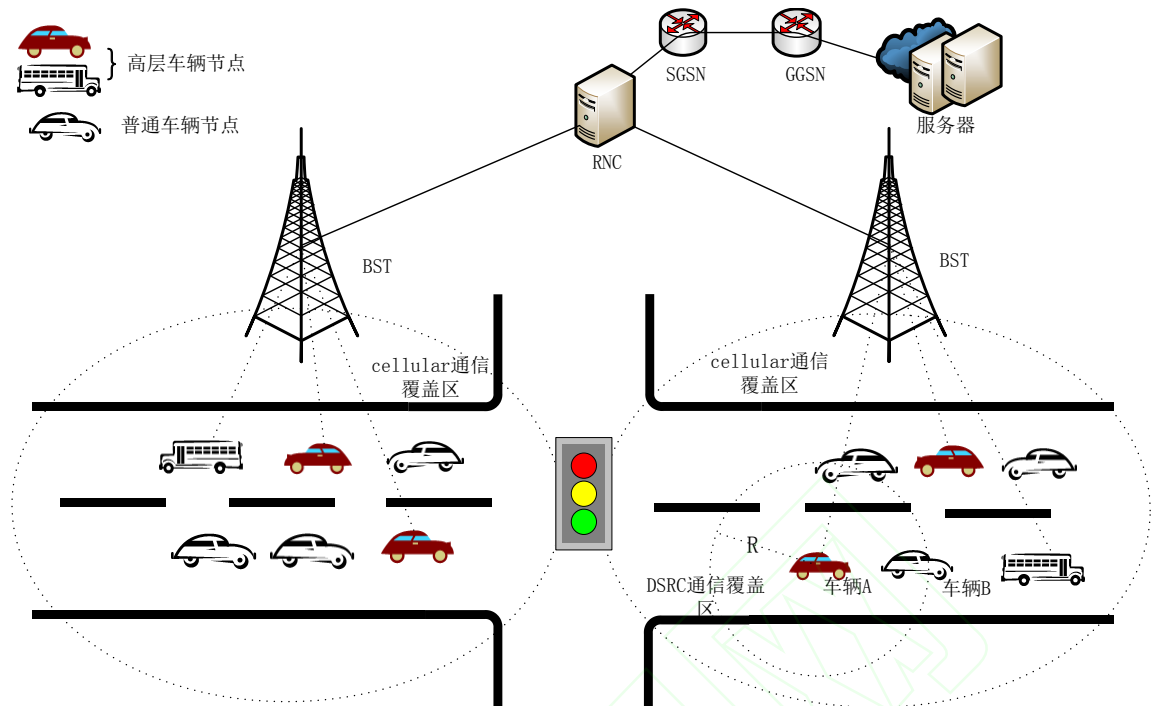 高层车辆节点
普通车辆节点
SGSN
GGSN
服务器
RNC
BST
BST
cellular通信
覆盖区
cellular通信
覆盖区
R
DSRC通信覆盖
区
车辆A
车辆B